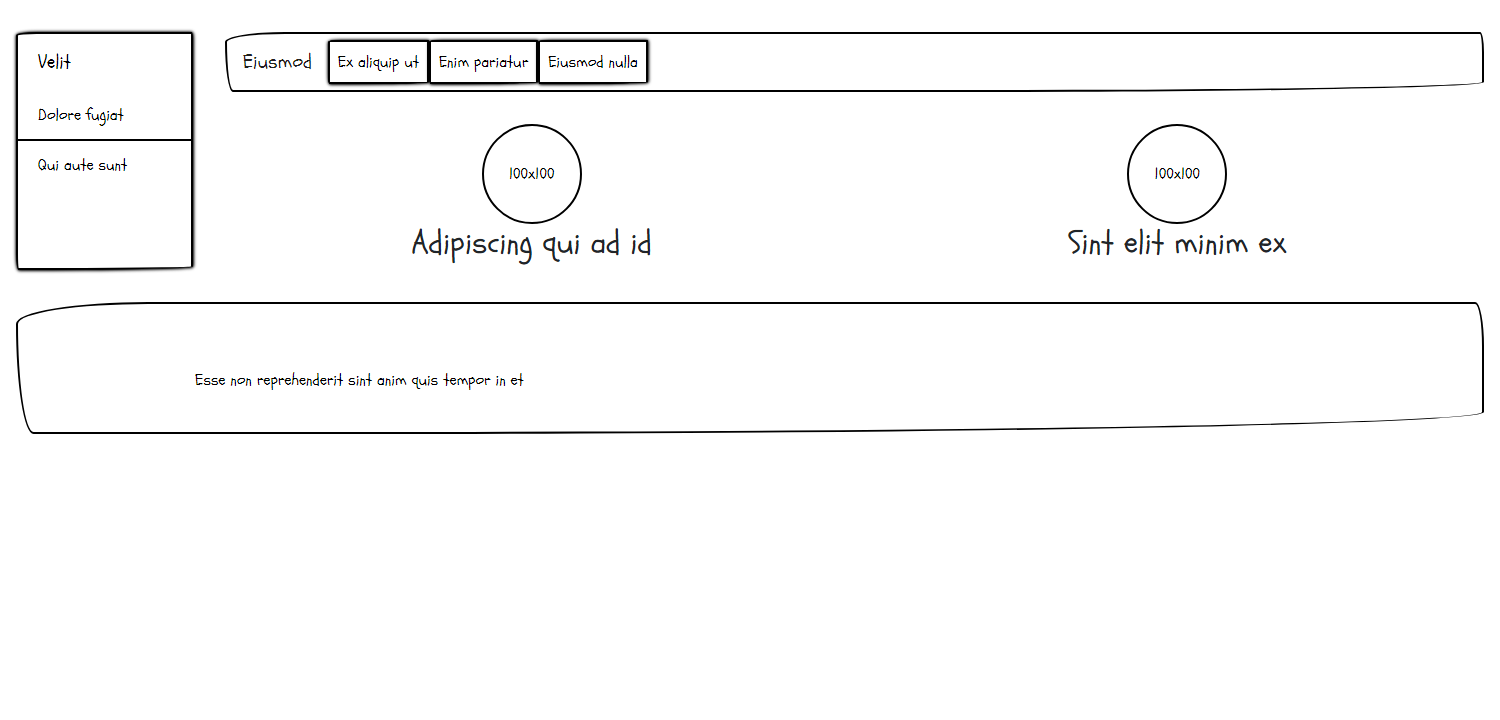 Velit
Dolore fugiat
Qui aute sunt
Eiusmod Ex aliquip ut Enim pariatur Eiusmod nulla
100x100
Adipiscing qui ad id
100x100
Sint elit minim ex
Esse non reprehenderit sint anim quis tempor in et